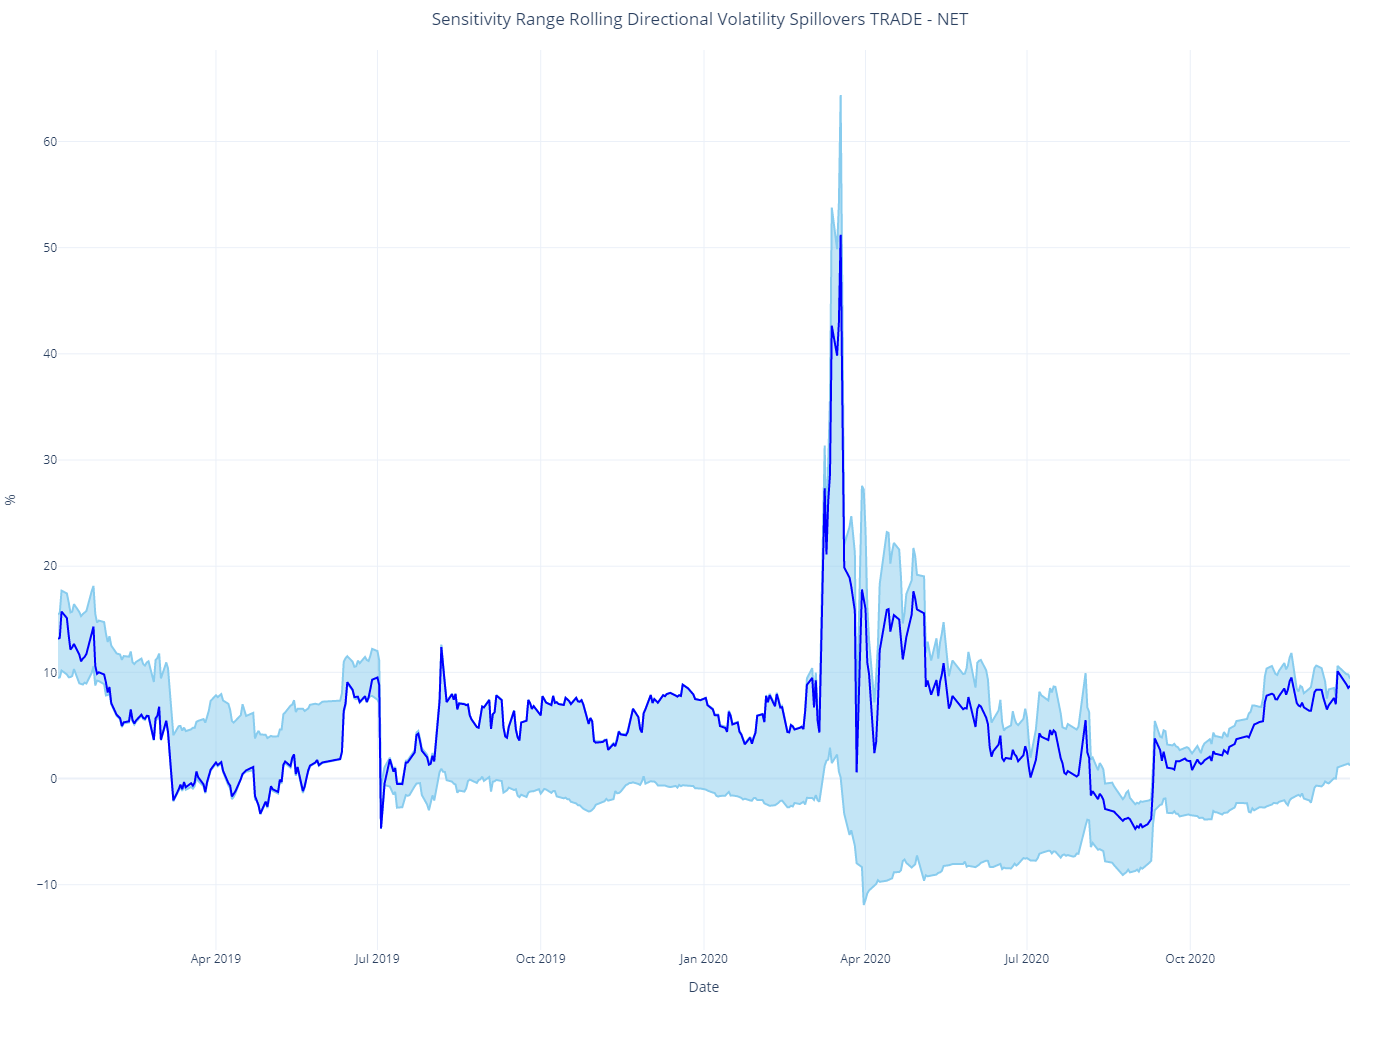 Sensitivity Range Rolling Directional Volatility Spillovers TRADE - NET
60
50
40
30
20
10
0
−10
%
Apr 2019
Jul 2019
Oct 2019
Jan 2020
Apr 2020
Jul 2020
Oct 2020
Date